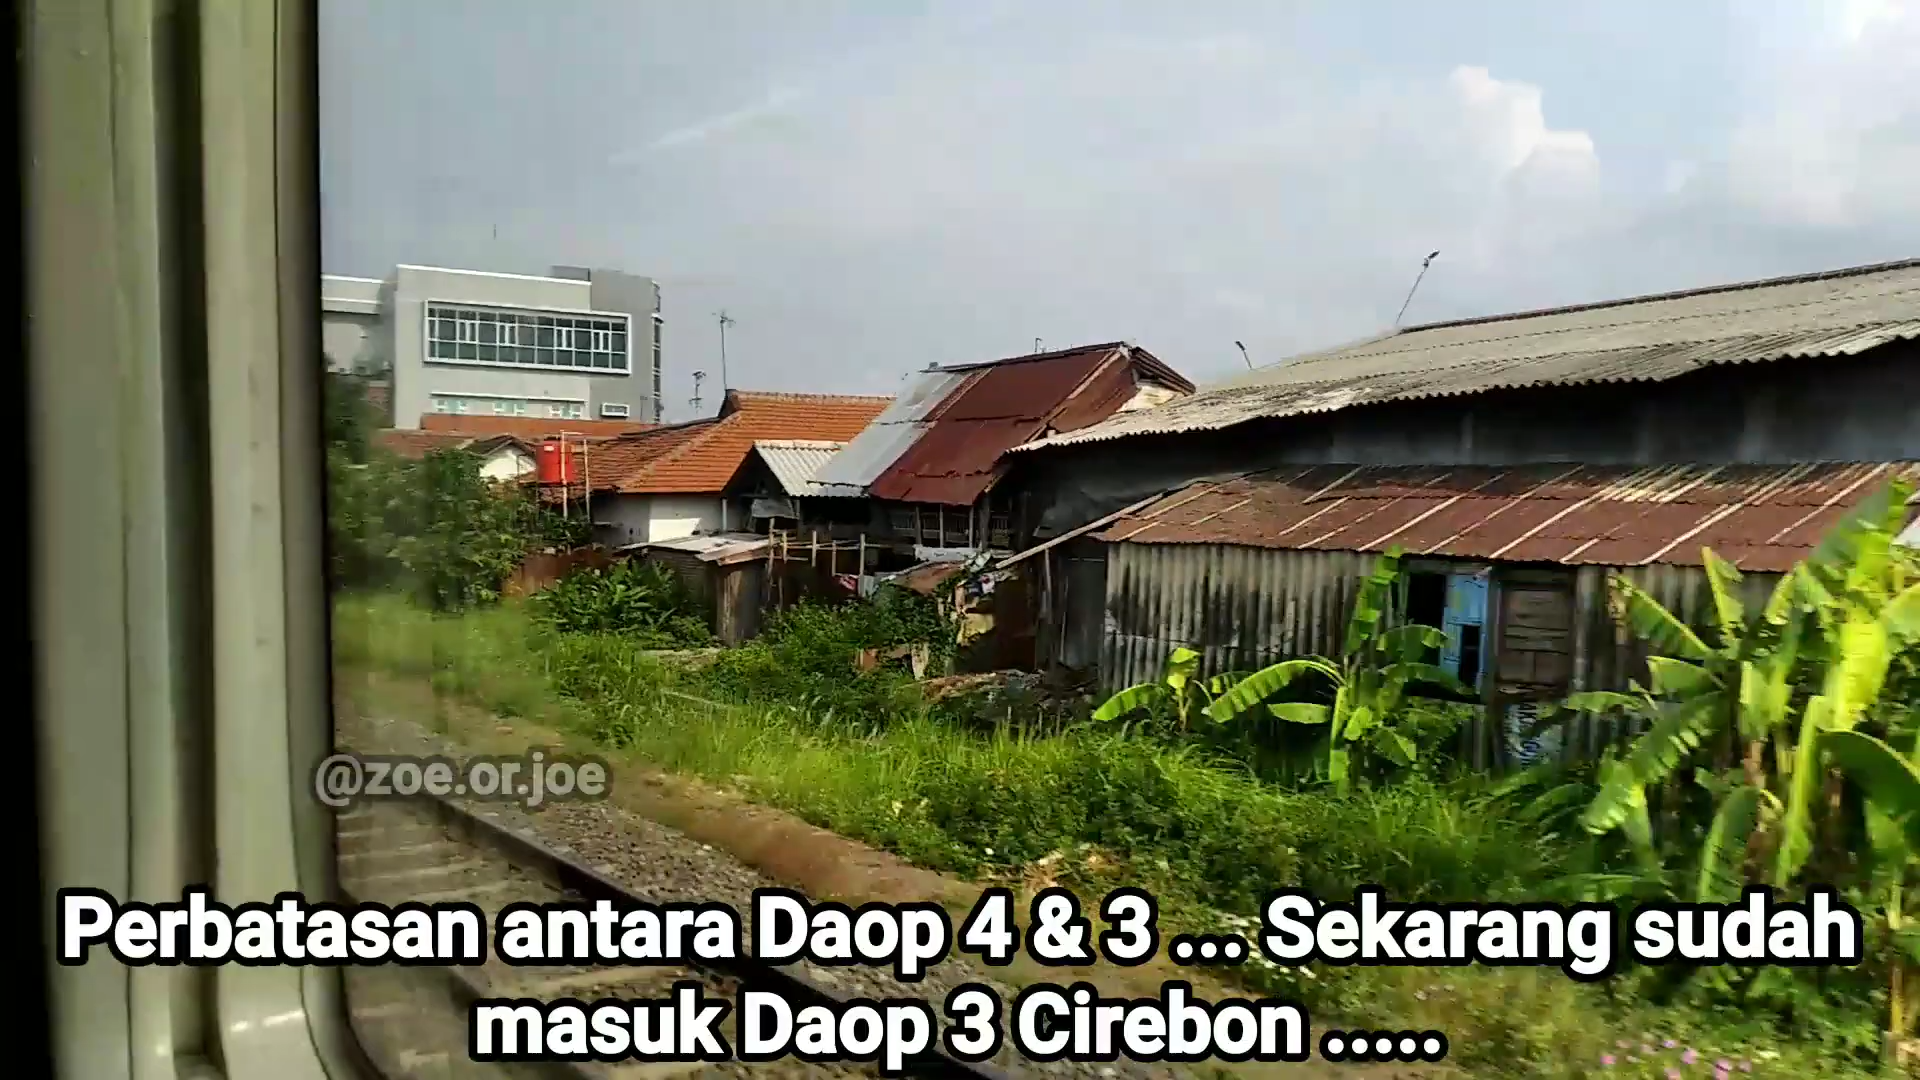 @zoe.or.joe
Perbatasan antara Daop 4 & 3 ... Sekarang sudah
masuk Daop 3 Cirebon .....